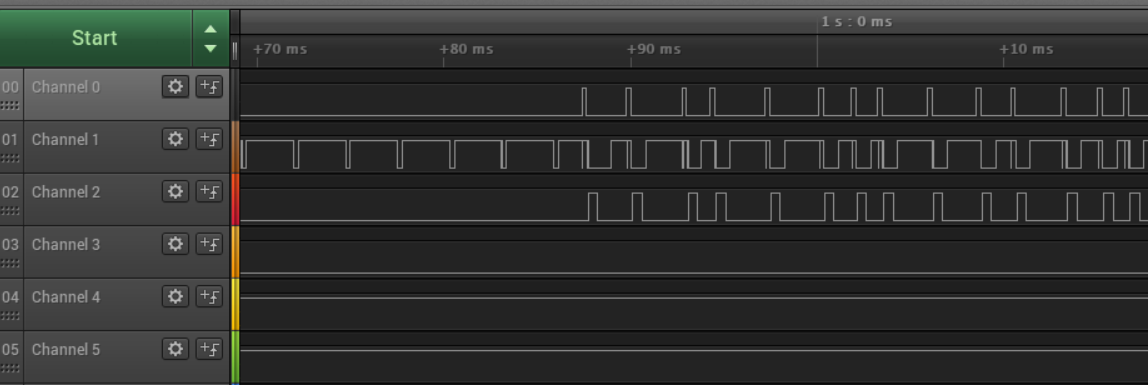 Start
1 s : 0 ms
+70 ms
+80 ms
+90 ms
+10 ms
00 Channel 0
01 Channel 1
02 Channel 2
03 Channel 3
04 Channel 4
05 Channel 5